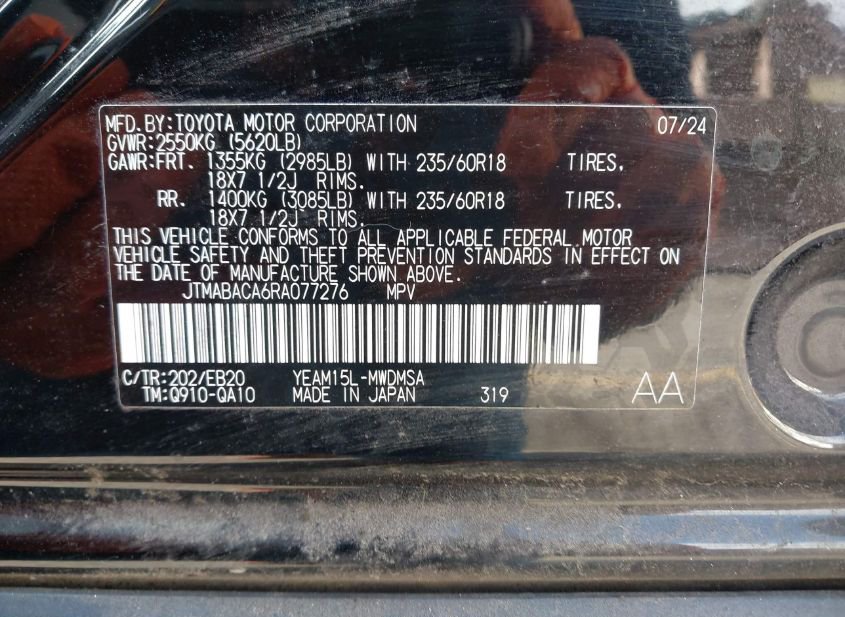 MFD.BY:TOYOTA MOTOR CORPORATION 07/24
GVWR:2550KG (5620LB)
GAWR:FRT. 1355KG (2985LB) WITH 235/60R18 TIRES,
18X7 1/2J RIMS.
RR. 1400KG (3085LB) WITH 235/60R18 TIRES,
18X7 1/2J RIMS.
THIS VEHICLE CONFORMS TO ALL APPLICABLE FEDERAL MOTOR
VEHICLE SAFETY AND THEFT PREVENTION STANDARDS IN EFFECT ON
THE DATE OF MANUFACTURE SHOWN ABOVE.
JTMABACA6RA077276 MPV
C/TR:202/EB20 YEAM15L-MWDMSA
TM:Q910-QA10 MADE IN JAPAN 319 AA